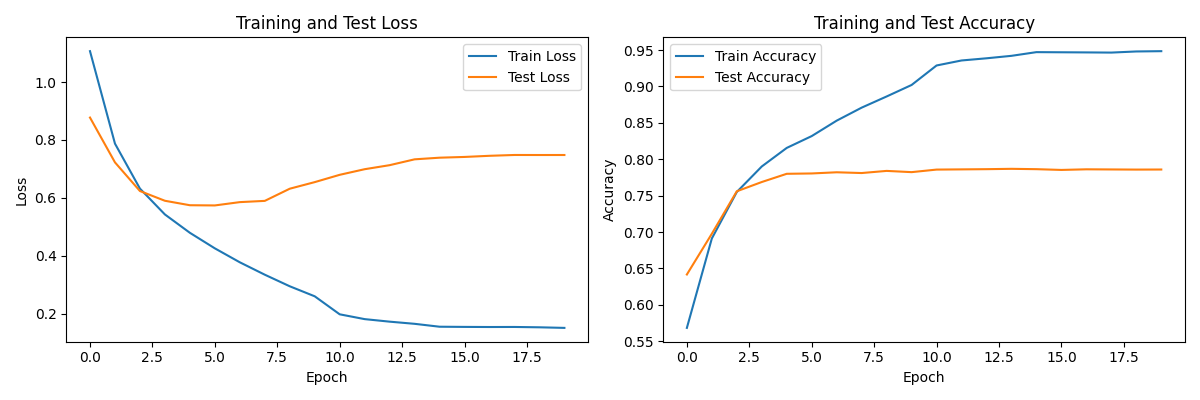 Training and Test Loss
Train Loss
Test Loss
1.0
0.8
0.6
0.4
0.2
Loss
0.0 2.5 5.0 7.5 10.0 12.5 15.0 17.5
Epoch
Training and Test Accuracy
Train Accuracy
Test Accuracy
0.95
0.90
0.85
0.80
0.75
0.70
0.65
0.60
0.55
Accuracy
0.0 2.5 5.0 7.5 10.0 12.5 15.0 17.5
Epoch